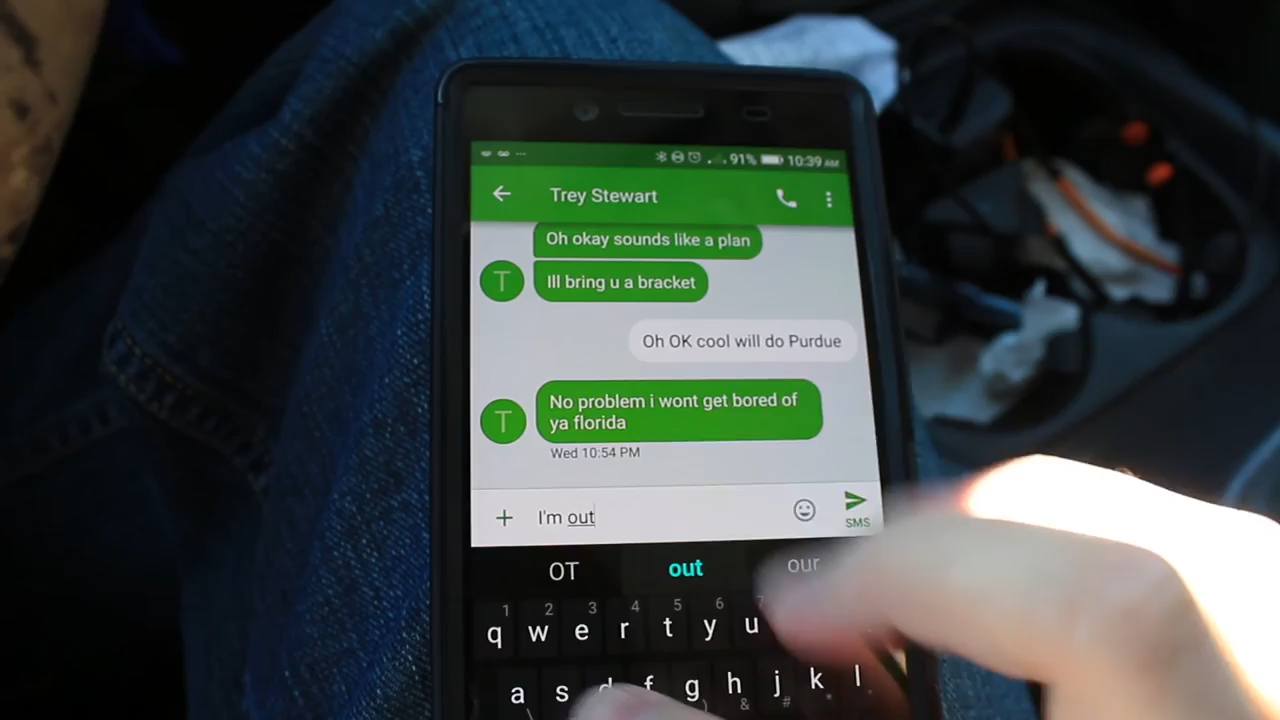 91% 10:39 AM
Trey Stewart
Oh okay sounds like a plan
T
Ill bring u a bracket
Oh OK cool will do Purdue
T
No problem i wont get bored of
ya florida
Wed 10:54 PM
+ I'm out
SMS
OT out our
1 2 3 4 5 6 7
q w e r t y u
a s d f g h j k l
) & #